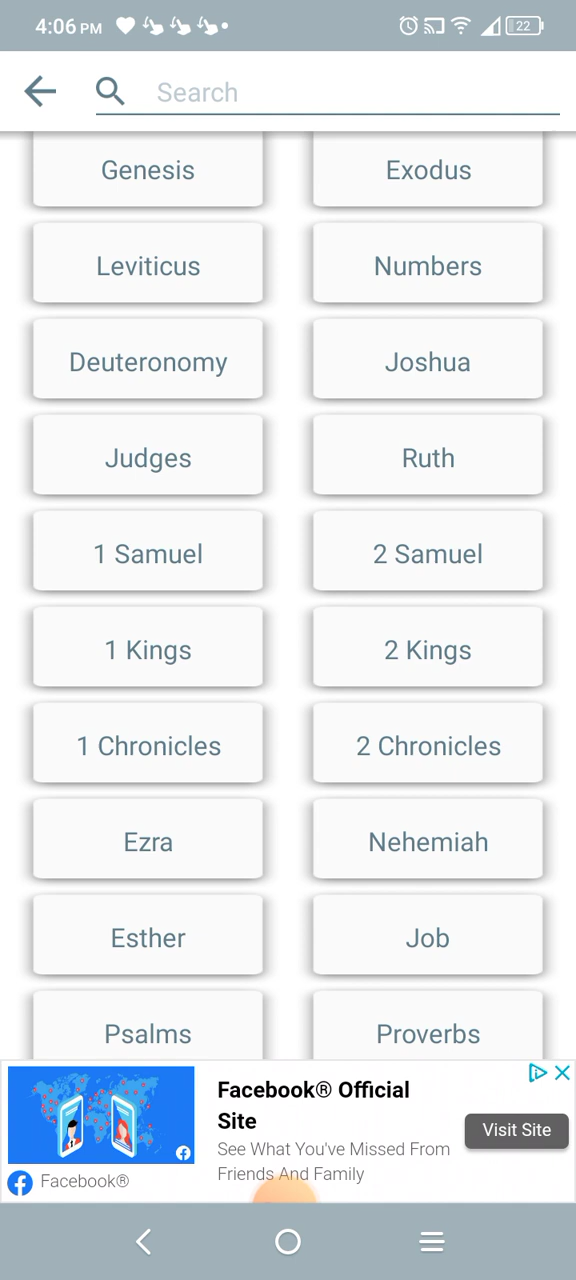 4:06 PM
22
Search
Genesis
Exodus
Leviticus
Numbers
Deuteronomy
Joshua
Judges
Ruth
1 Samuel
2 Samuel
1 Kings
2 Kings
1 Chronicles
2 Chronicles
Ezra
Nehemiah
Esther
Job
Psalms
Proverbs
Facebook® Official
Site
See What You've Missed From
Friends And Family
Visit Site
Facebook®